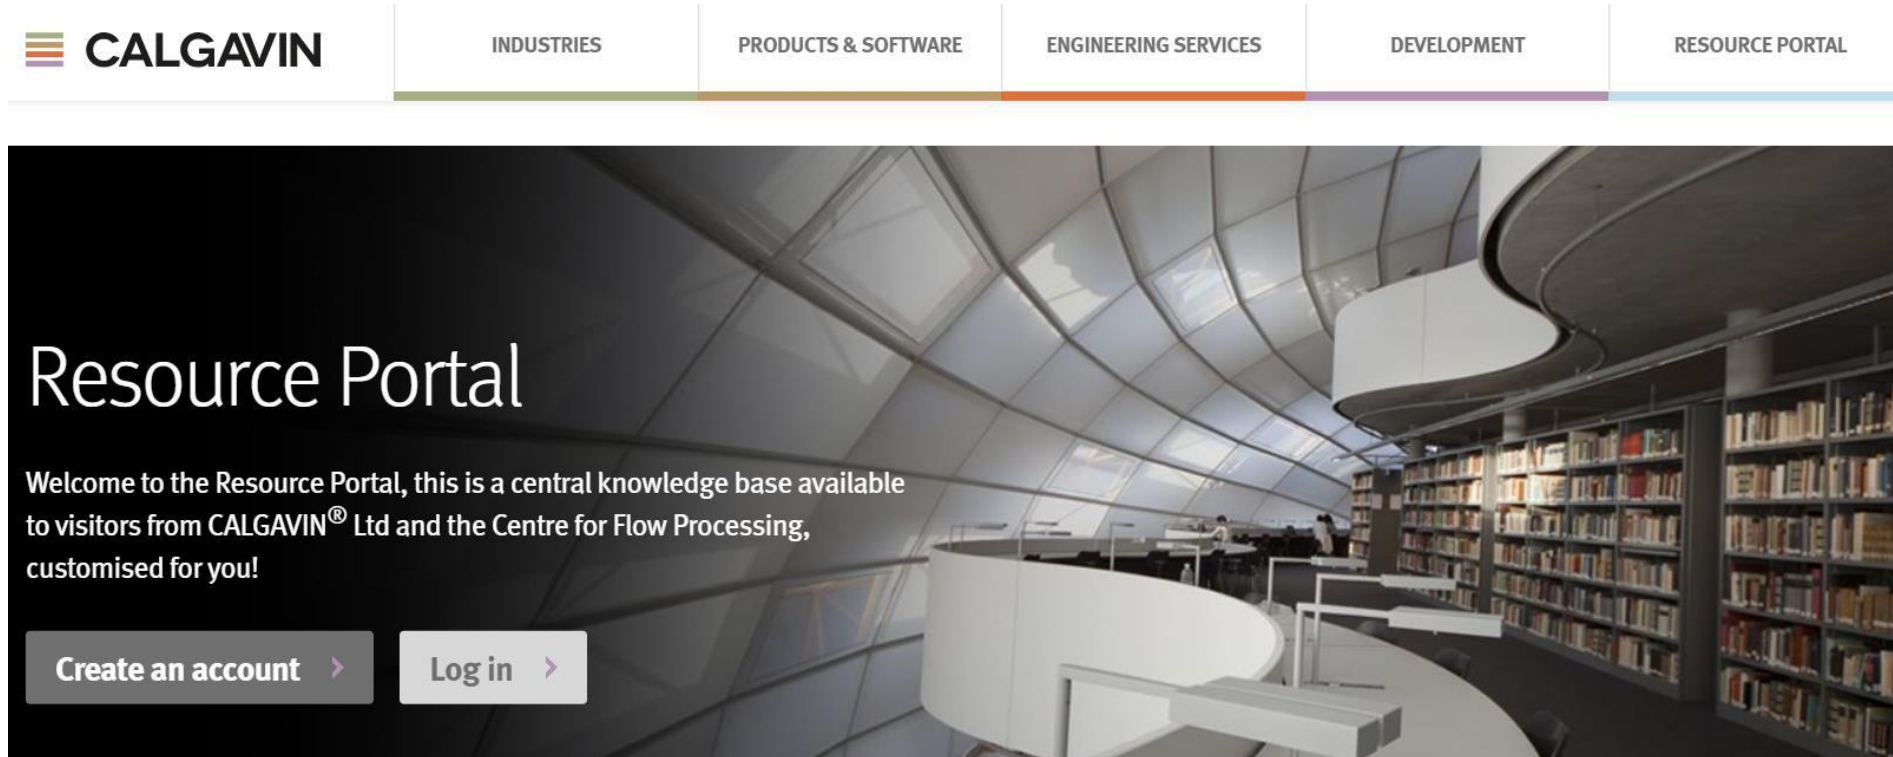 CALGAVIN
INDUSTRIES
PRODUCTS & SOFTWARE
ENGINEERING SERVICES
DEVELOPMENT
RESOURCE PORTAL
Resource Portal
Welcome to the Resource Portal, this is a central knowledge base available
to visitors from CALGAVIN® Ltd and the Centre for Flow Processing,
customised for you!
Create an account
Log in